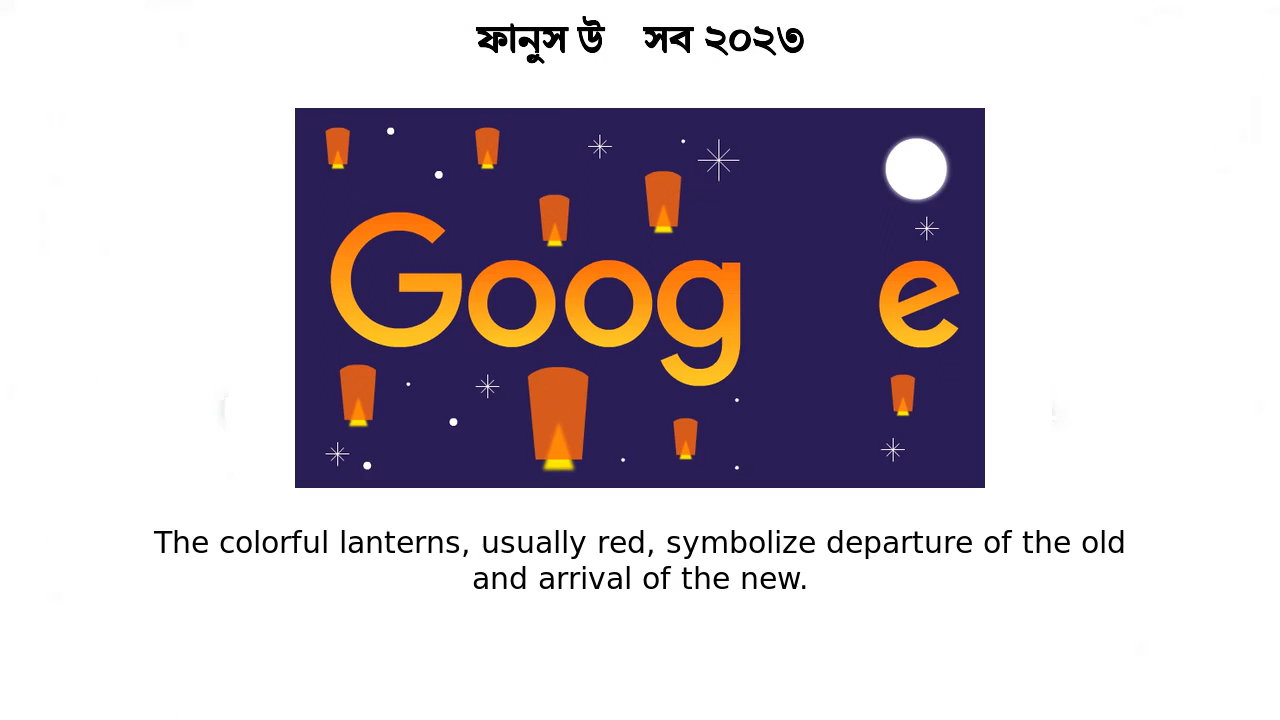 ফানুস উ সব ২০২৩
Goog e
The colorful lanterns, usually red, symbolize departure of the old
and arrival of the new.